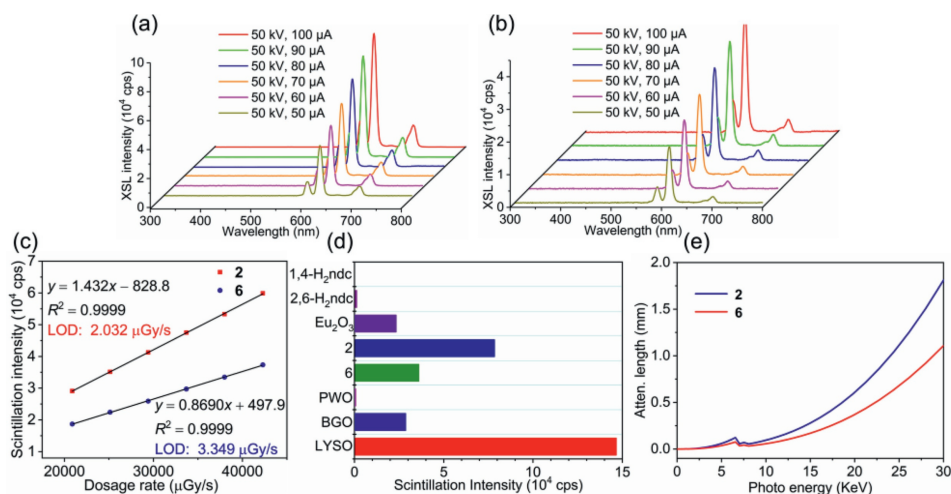 (a)
50 kV, 100 μA
50 kV, 90 μA
50 kV, 80 μA
50 kV, 70 μA
50 kV, 60 μA
50 kV, 50 μA
XSL intensity (10⁴ cps)
10
8
6
4
2
0
300 400 500 600 700 800
Wavelength (nm)
(b)
50 kV, 100 μA
50 kV, 90 μA
50 kV, 80 μA
50 kV, 70 μA
50 kV, 60 μA
50 kV, 50 μA
XSL intensity (10⁴ cps)
4
3
2
1
0
300 400 500 600 700 800
Wavelength (nm)
(c)
Scintillation intensity (10⁴ cps)
7
6
5
4
3
2
1
y = 1.432x − 828.8
R² = 0.9999
LOD: 2.032 μGy/s
2
6
y = 0.8690x + 497.9
R² = 0.9999
LOD: 3.349 μGy/s
20000 30000 40000
Dosage rate (μGy/s)
(d)
1,4-H₂ndc
2,6-H₂ndc
Eu₂O₃
2
6
PWO
BGO
LYSO
0 5 10 15
Scintillation Intensity (10⁴ cps)
(e)
Atten. length (mm)
2.0
1.5
1.0
0.5
0.0
2
6
0 5 10 15 20 25 30
Photo energy (KeV)